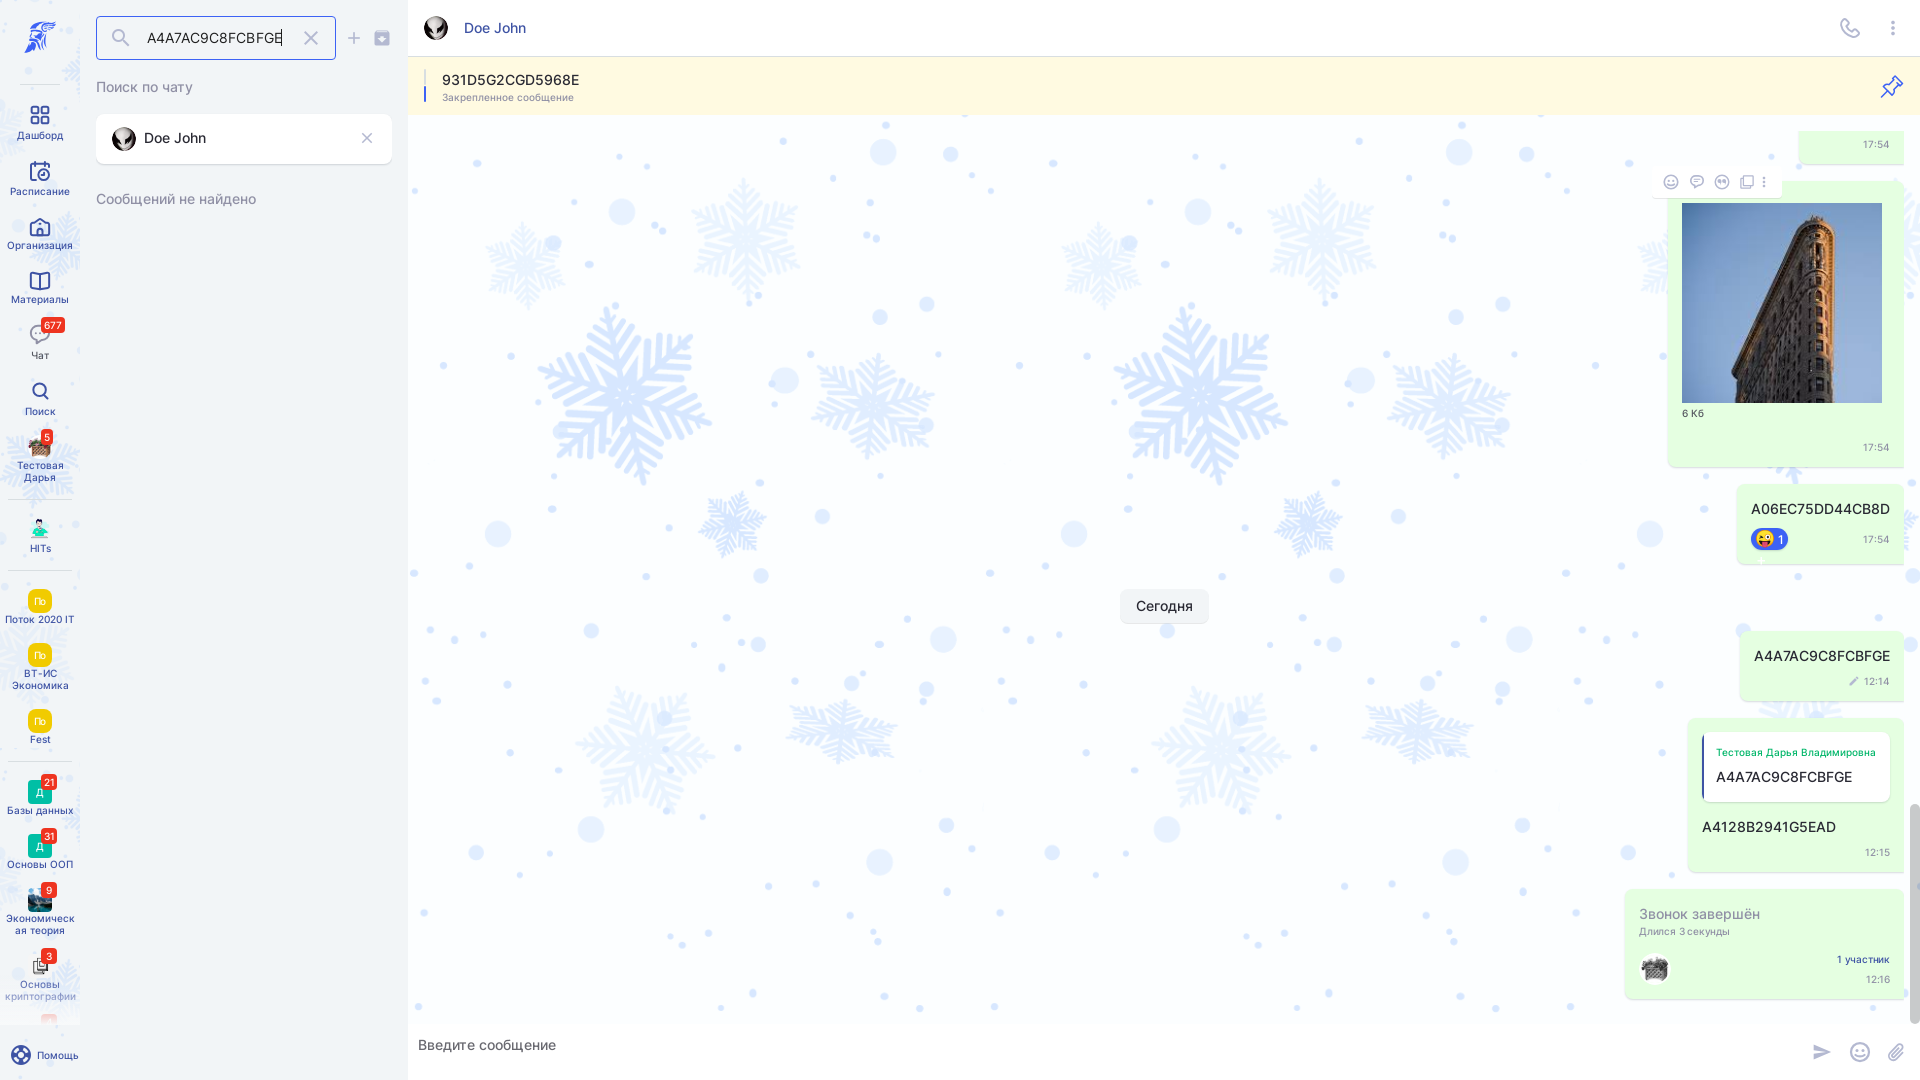 Дашборд
Расписание
Организация
Материалы
677
Чат
Поиск
5
Тестовая
Дарья
HITs
По
Поток 2020 IT
По
ВТ-ИС
Экономика
По
Fest
21
Д
Базы данных
31
Д
Основы ООП
9
Экономическ
ая теория
3
Основы
криптографии
Помощь
A4A7AC9C8FCBFGE
Поиск по чату
Doe John
Сообщений не найдено
Doe John
931D5G2CGD5968E
Закрепленное сообщение
17:54
6 Кб
17:54
A06EC75DD44CB8D
1
17:54
Сегодня
A4A7AC9C8FCBFGE
12:14
Тестовая Дарья Владимировна
A4A7AC9C8FCBFGE
A4128B2941G5EAD
12:15
Звонок завершён
Длился 3 секунды
1 участник
12:16
Введите сообщение